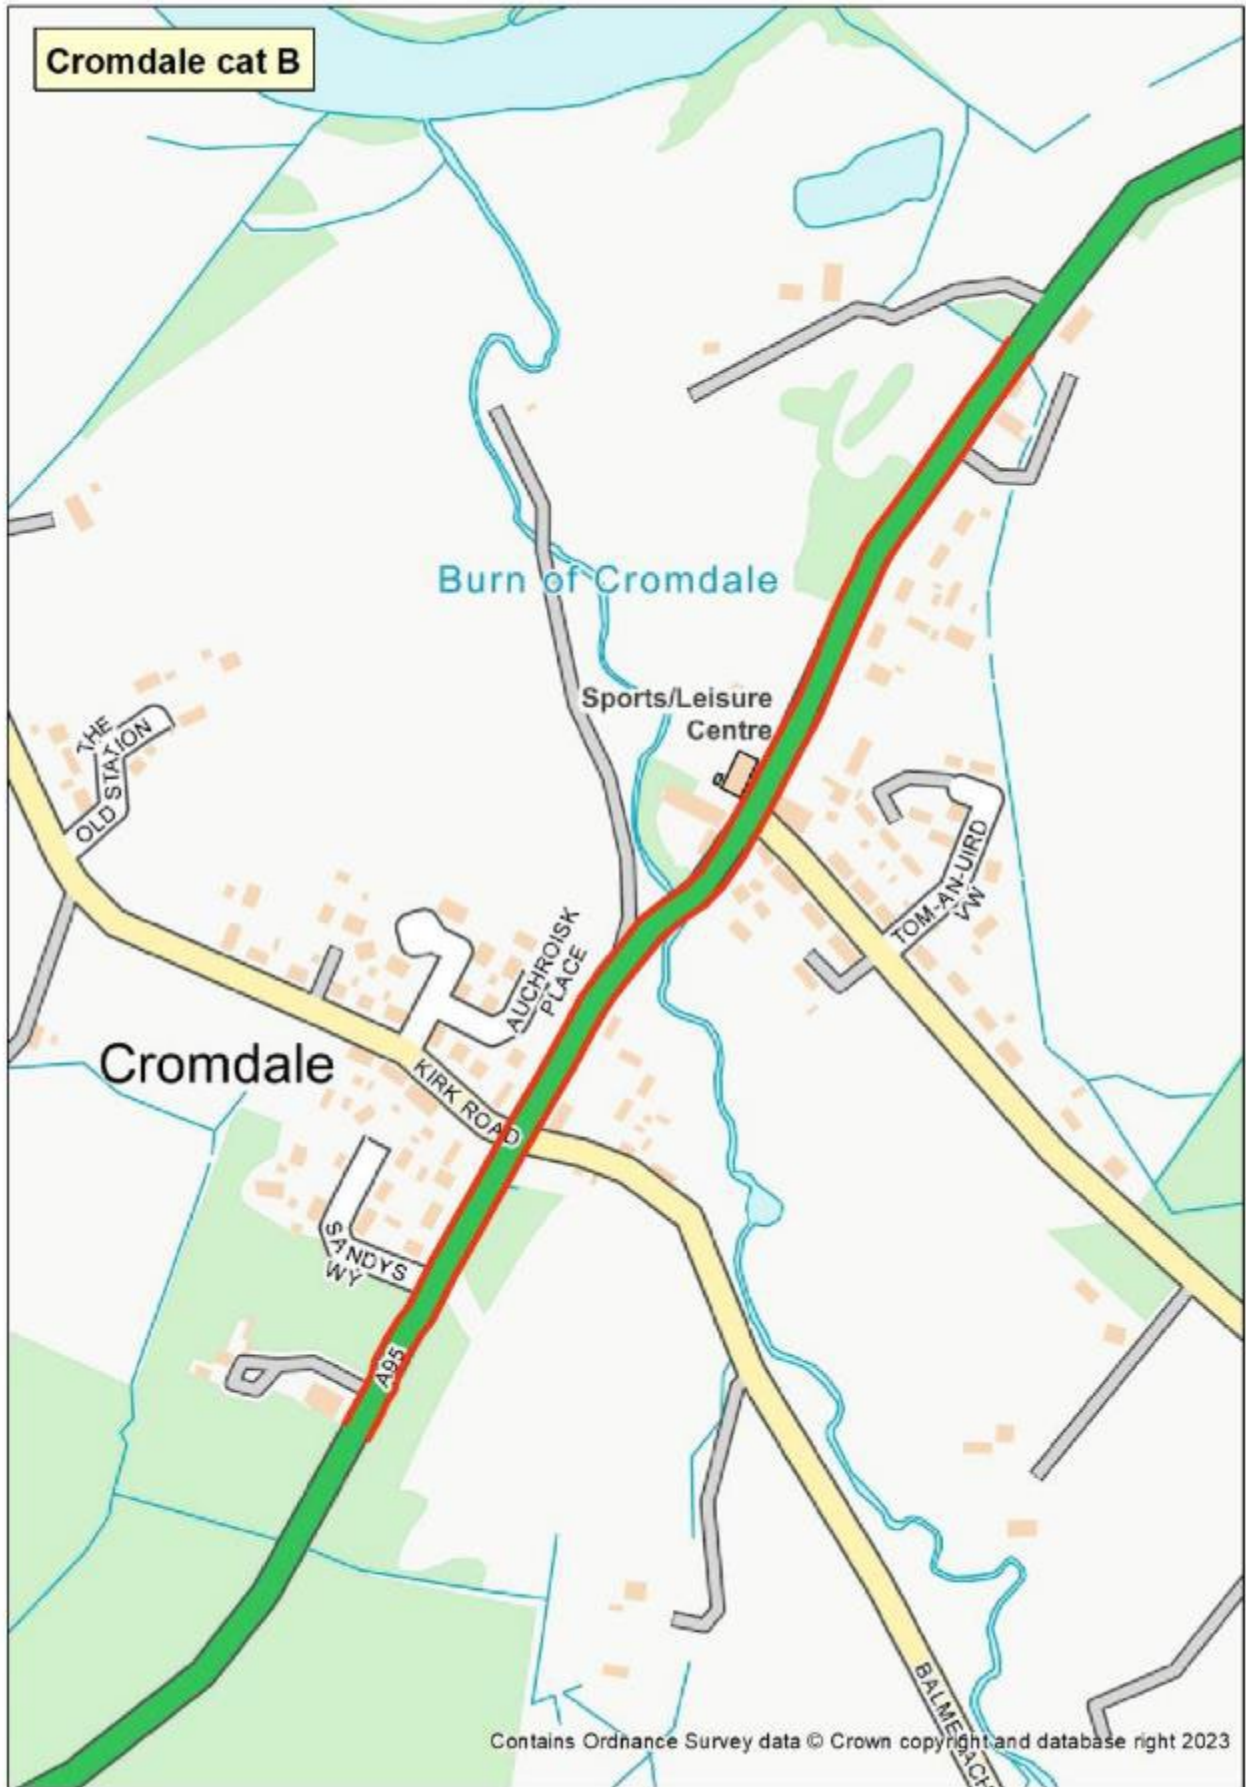 Cromdale cat B
Burn of Cromdale
Sports/Leisure
Centre
THE
OLD STATION
TOM-AN-UIRD
VW
AUCHROISK
PLACE
Cromdale
KIRK ROAD
SANDYS
WY
A95
BALMENACH
Contains Ordnance Survey data © Crown copyright and database right 2023